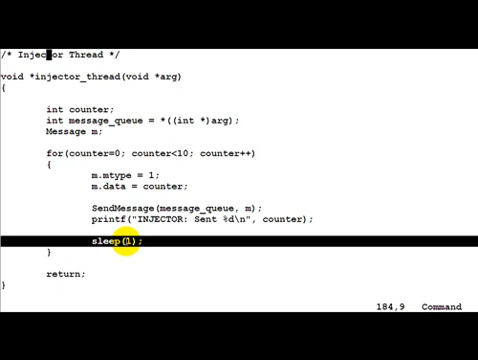 /* Injector Thread */
void *injector_thread(void *arg)
{
int counter;
int message_queue = *((int *)arg);
Message m;
for(counter=0; counter<10; counter++)
{
m.mtype = 1;
m.data = counter;
SendMessage(message_queue, m);
printf("INJECTOR: Sent %d\n", counter);
sleep(1);
}
return;
}
184,9 Command